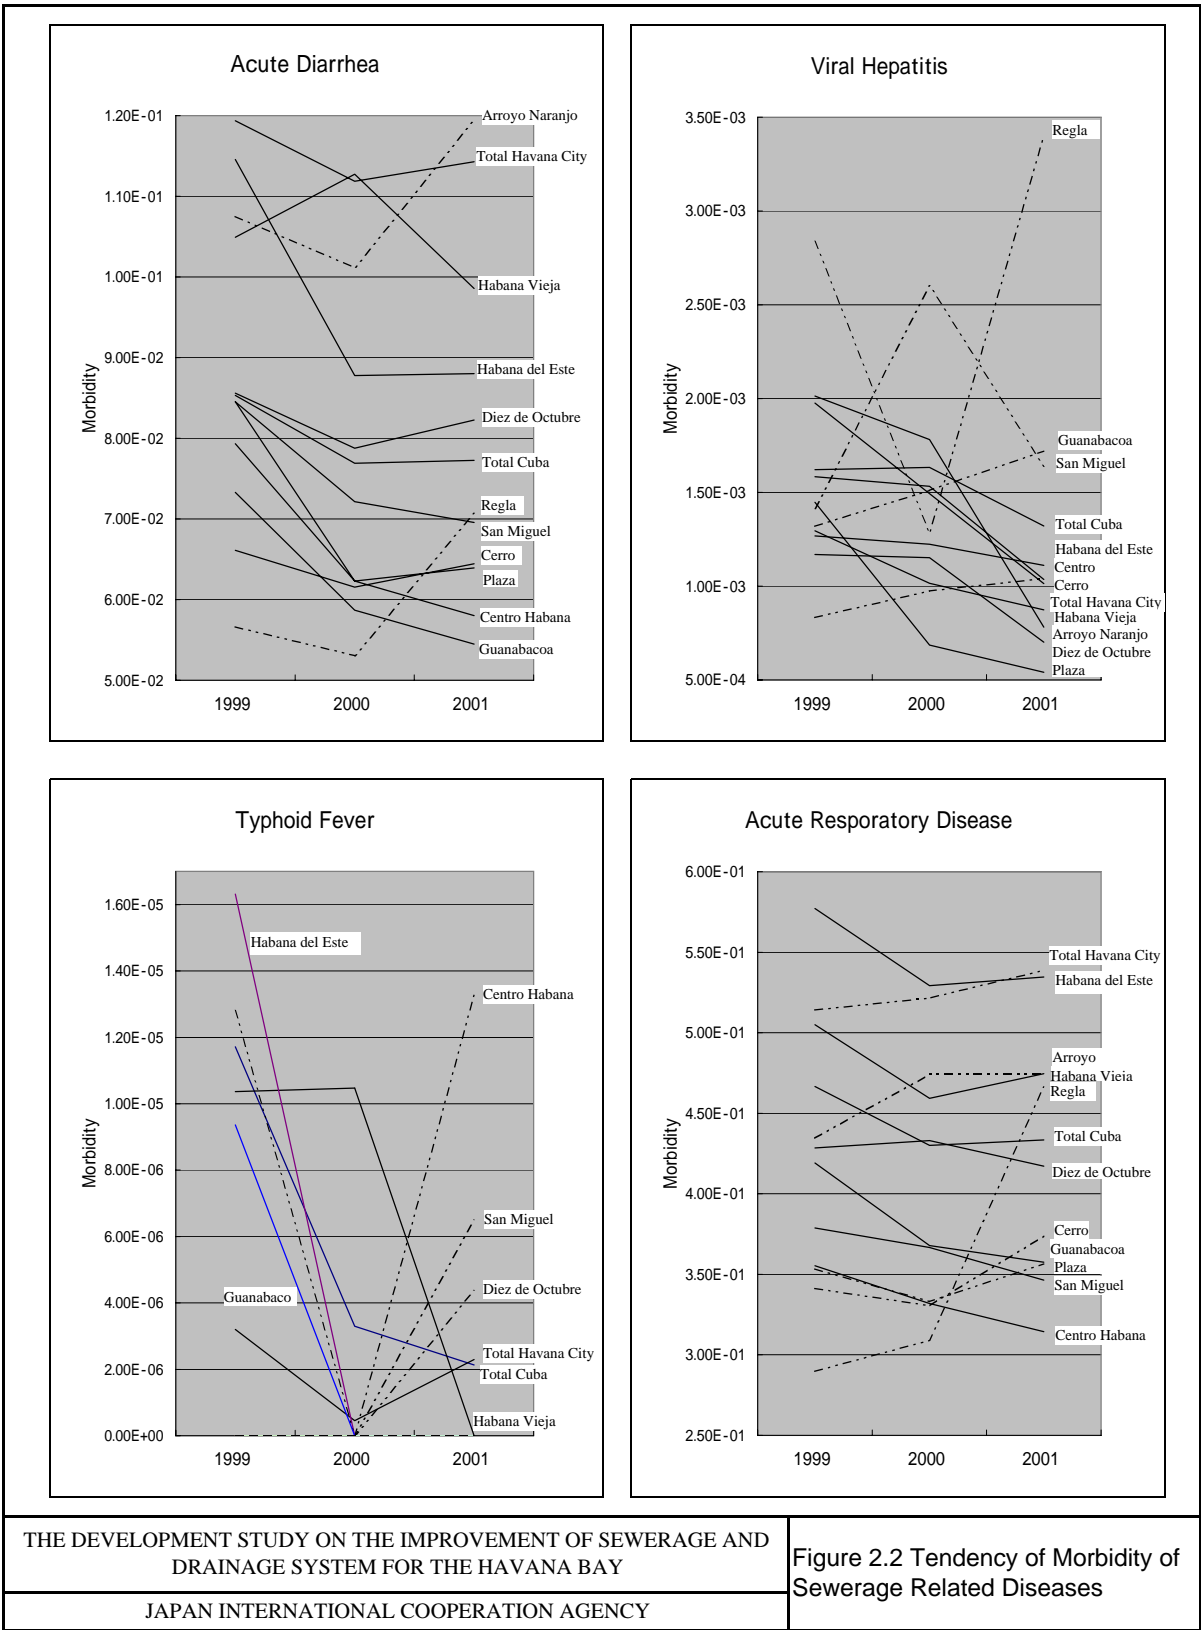 Acute Diarrhea
1.20E-01
1.10E-01
1.00E-01
9.00E-02
8.00E-02
7.00E-02
6.00E-02
5.00E-02
Morbidity
1999
2000
2001
Arroyo Naranjo
Total Havana City
Habana Vieja
Habana del Este
Diez de Octubre
Total Cuba
Regla
San Miguel
Cerro
Plaza
Centro Habana
Guanabacoa
Viral Hepatitis
3.50E-03
3.00E-03
2.50E-03
2.00E-03
1.50E-03
1.00E-03
5.00E-04
Morbidity
1999
2000
2001
Regla
Guanabacoa
San Miguel
Total Cuba
Habana del Este
Centro
Cerro
Total Havana City
Habana Vieja
Arroyo Naranjo
Diez de Octubre
Plaza
Typhoid Fever
1.60E-05
1.40E-05
1.20E-05
1.00E-05
8.00E-06
6.00E-06
4.00E-06
2.00E-06
0.00E+00
Morbidity
1999
2000
2001
Habana del Este
Centro Habana
San Miguel
Guanabaco
Diez de Octubre
Total Havana City
Total Cuba
Habana Vieja
Acute Resporatory Disease
6.00E-01
5.50E-01
5.00E-01
4.50E-01
4.00E-01
3.50E-01
3.00E-01
2.50E-01
Morbidity
1999
2000
2001
Total Havana City
Habana del Este
Arroyo
Habana Vieja
Regla
Total Cuba
Diez de Octubre
Cerro
Guanabacoa
Plaza
San Miguel
Centro Habana
THE DEVELOPMENT STUDY ON THE IMPROVEMENT OF SEWERAGE AND
DRAINAGE SYSTEM FOR THE HAVANA BAY
JAPAN INTERNATIONAL COOPERATION AGENCY
Figure 2.2 Tendency of Morbidity of
Sewerage Related Diseases